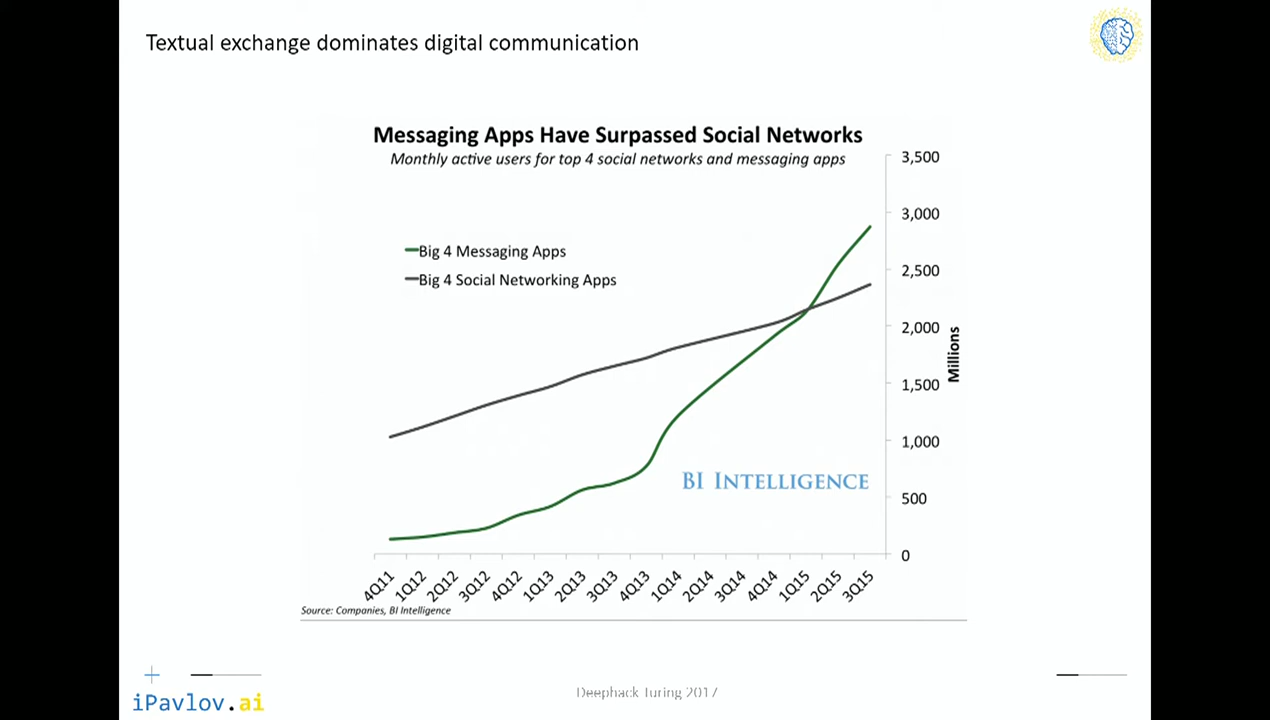 Textual exchange dominates digital communication
Messaging Apps Have Surpassed Social Networks
Monthly active users for top 4 social networks and messaging apps
3,500
3,000
Big 4 Messaging Apps
2,500
Big 4 Social Networking Apps
2,000
Millions
1,500
1,000
BI INTELLIGENCE
500
0
4Q11 1Q12 2Q12 3Q12 4Q12 1Q13 2Q13 3Q13 4Q13 1Q14 2Q14 3Q14 4Q14 1Q15 2Q15 3Q15
Source: Companies, BI Intelligence
Deephack Turing 2017
iPavlov.ai